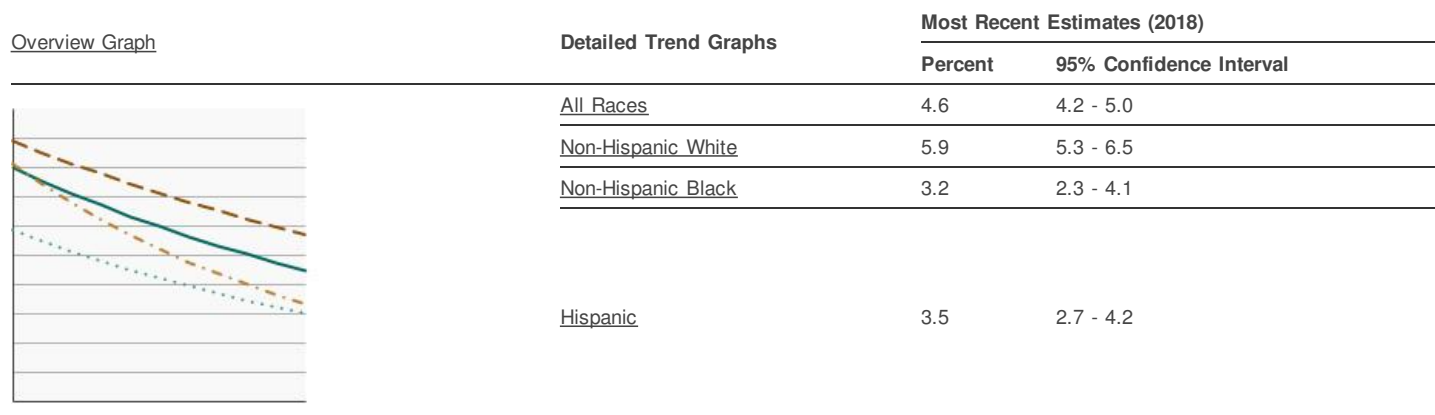 Overview Graph
Detailed Trend Graphs
Most Recent Estimates (2018)
Percent
95% Confidence Interval
All Races 4.6 4.2 - 5.0
Non-Hispanic White 5.9 5.3 - 6.5
Non-Hispanic Black 3.2 2.3 - 4.1
Hispanic 3.5 2.7 - 4.2